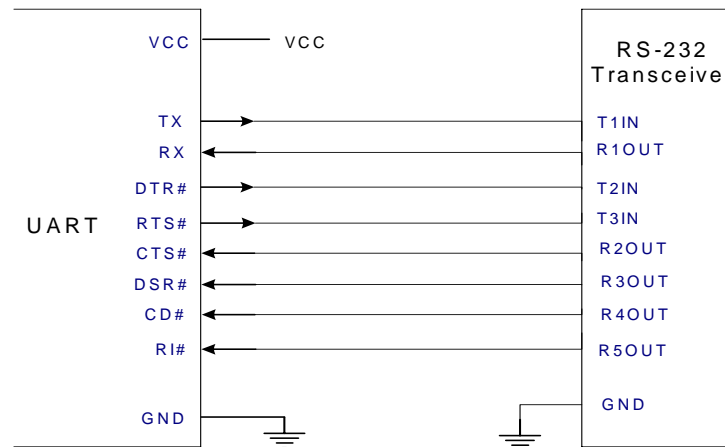 VCC VCC
RS-232
Transceive
TX T1IN
RX R1OUT
DTR# T2IN
UART RTS# T3IN
CTS# R2OUT
DSR# R3OUT
CD# R4OUT
RI# R5OUT
GND GND